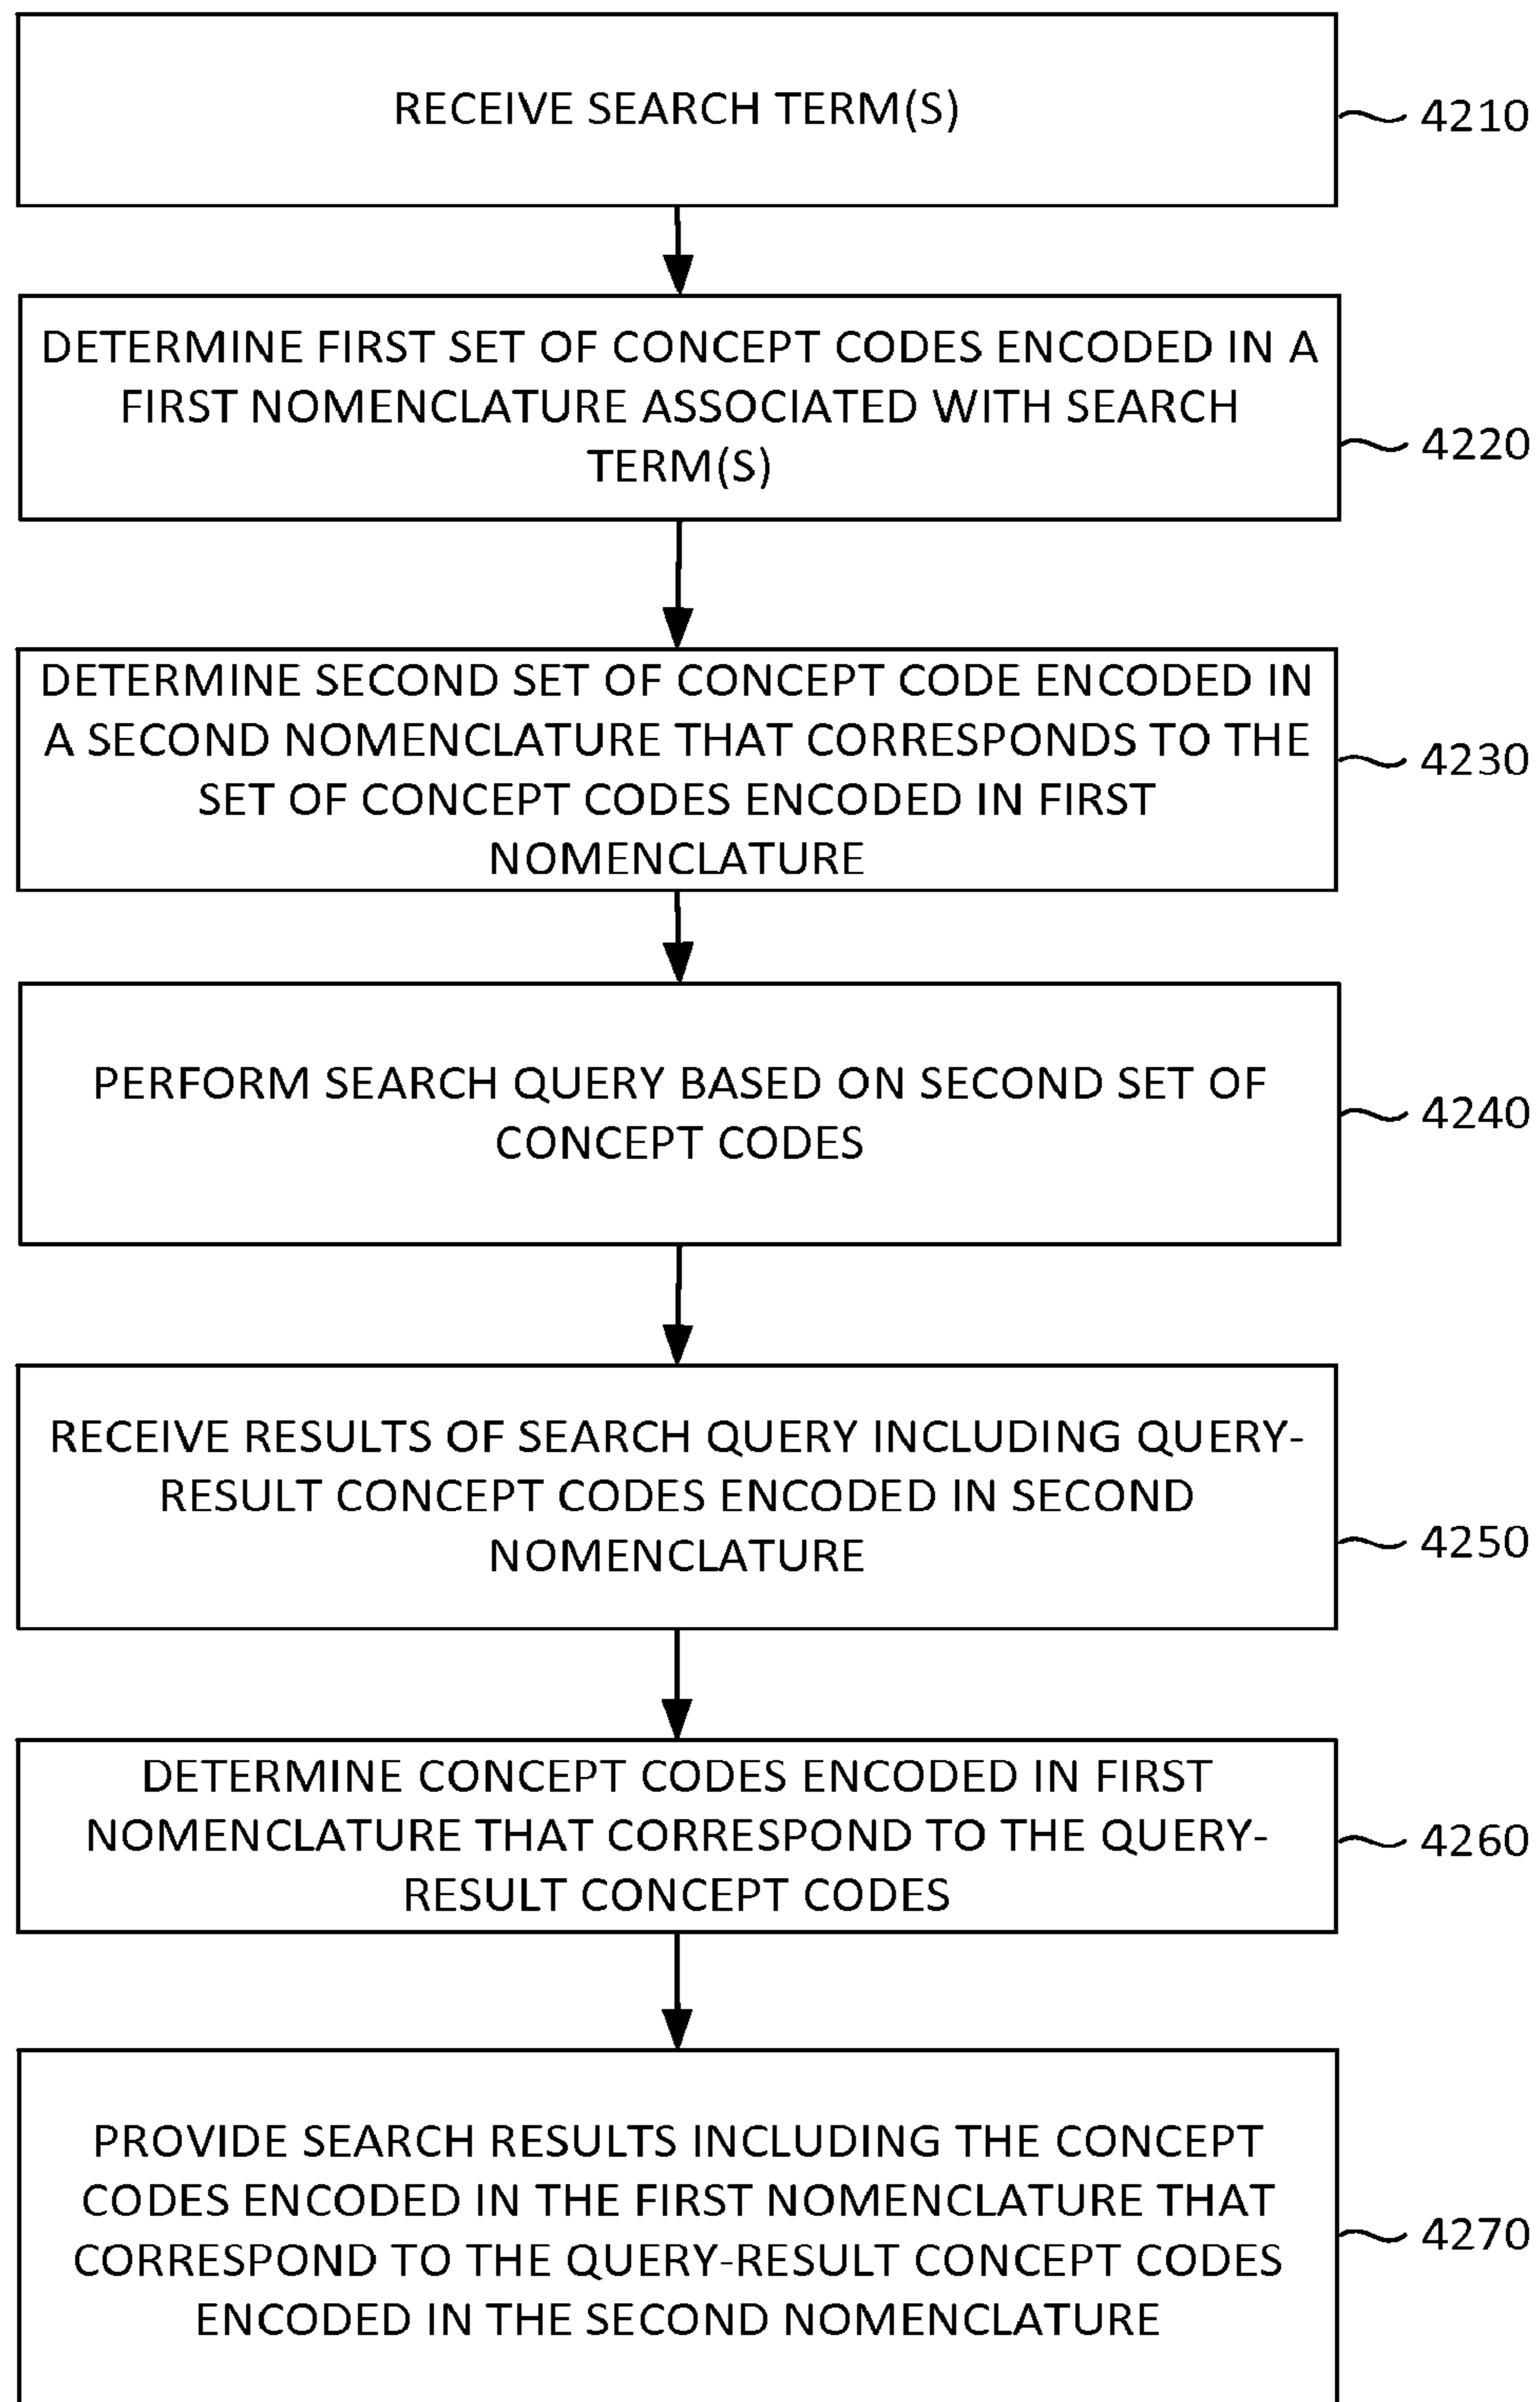 RECEIVE SEARCH TERM(S)
4210
DETERMINE FIRST SET OF CONCEPT CODES ENCODED IN A
FIRST NOMENCLATURE ASSOCIATED WITH SEARCH
TERM(S)
4220
DETERMINE SECOND SET OF CONCEPT CODE ENCODED IN
A SECOND NOMENCLATURE THAT CORRESPONDS TO THE
SET OF CONCEPT CODES ENCODED IN FIRST
NOMENCLATURE
4230
PERFORM SEARCH QUERY BASED ON SECOND SET OF
CONCEPT CODES
4240
RECEIVE RESULTS OF SEARCH QUERY INCLUDING QUERY-
RESULT CONCEPT CODES ENCODED IN SECOND
NOMENCLATURE
4250
DETERMINE CONCEPT CODES ENCODED IN FIRST
NOMENCLATURE THAT CORRESPOND TO THE QUERY-
RESULT CONCEPT CODES
4260
PROVIDE SEARCH RESULTS INCLUDING THE CONCEPT
CODES ENCODED IN THE FIRST NOMENCLATURE THAT
CORRESPOND TO THE QUERY-RESULT CONCEPT CODES
ENCODED IN THE SECOND NOMENCLATURE
4270